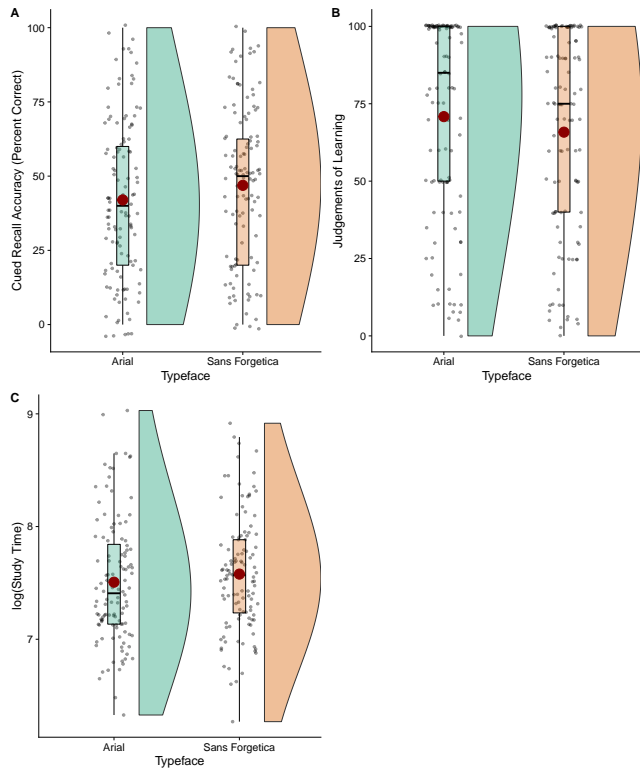 A
Cued Recall Accuracy (Percent Correct)
100
75
50
25
0
Arial
Sans Forgetica
Typeface
B
Judgements of Learning
100
75
50
25
0
Arial
Sans Forgetica
Typeface
C
log(Study Time)
9
8
7
Arial
Sans Forgetica
Typeface